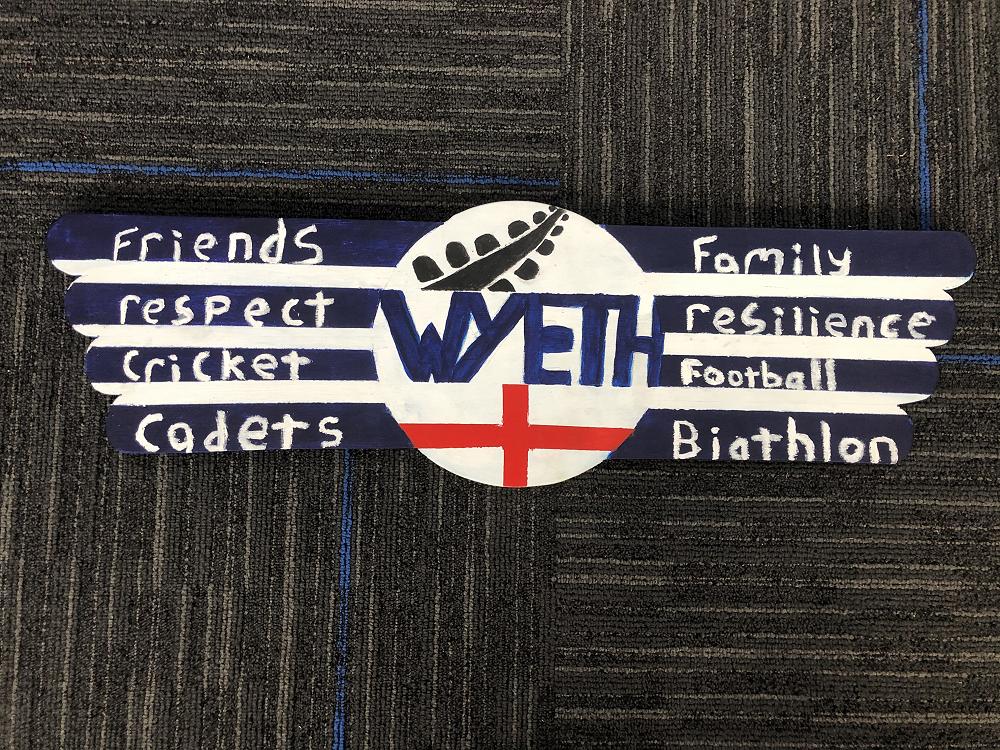 Friends
respect
Cricket
Cadets
WYETH
Family
resilience
Football
Biathlon